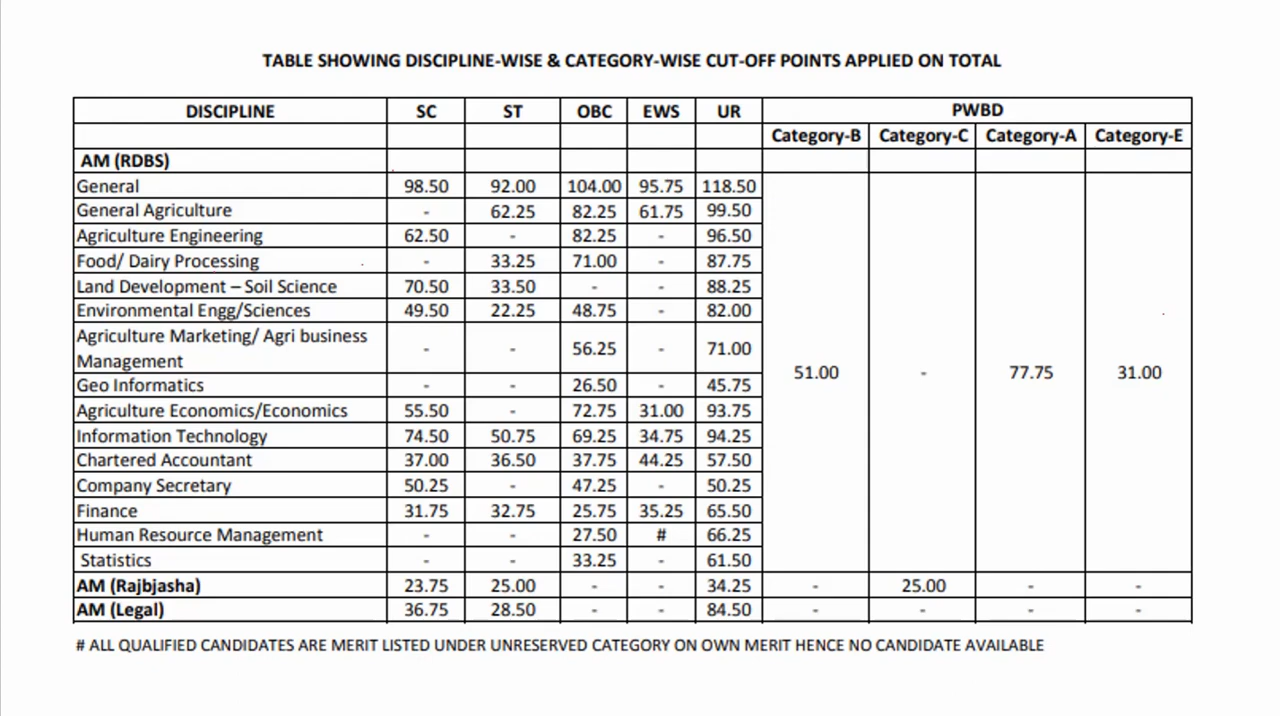 TABLE SHOWING DISCIPLINE-WISE & CATEGORY-WISE CUT-OFF POINTS APPLIED ON TOTAL
DISCIPLINE SC ST OBC EWS UR PWBD
Category-B Category-C Category-A Category-E
AM (RDBS)
General 98.50 92.00 104.00 95.75 118.50
General Agriculture - 62.25 82.25 61.75 99.50
Agriculture Engineering 62.50 - 82.25 - 96.50
Food/ Dairy Processing - 33.25 71.00 - 87.75
Land Development – Soil Science 70.50 33.50 - - 88.25
Environmental Engg/Sciences 49.50 22.25 48.75 - 82.00
Agriculture Marketing/ Agri business
Management - - 56.25 - 71.00
51.00 - 77.75 31.00
Geo Informatics - - 26.50 - 45.75
Agriculture Economics/Economics 55.50 - 72.75 31.00 93.75
Information Technology 74.50 50.75 69.25 34.75 94.25
Chartered Accountant 37.00 36.50 37.75 44.25 57.50
Company Secretary 50.25 - 47.25 - 50.25
Finance 31.75 32.75 25.75 35.25 65.50
Human Resource Management - - 27.50 # 66.25
Statistics - - 33.25 - 61.50
AM (Rajbjasha) 23.75 25.00 - - 34.25 - 25.00 - -
AM (Legal) 36.75 28.50 - - 84.50 - - - -
# ALL QUALIFIED CANDIDATES ARE MERIT LISTED UNDER UNRESERVED CATEGORY ON OWN MERIT HENCE NO CANDIDATE AVAILABLE